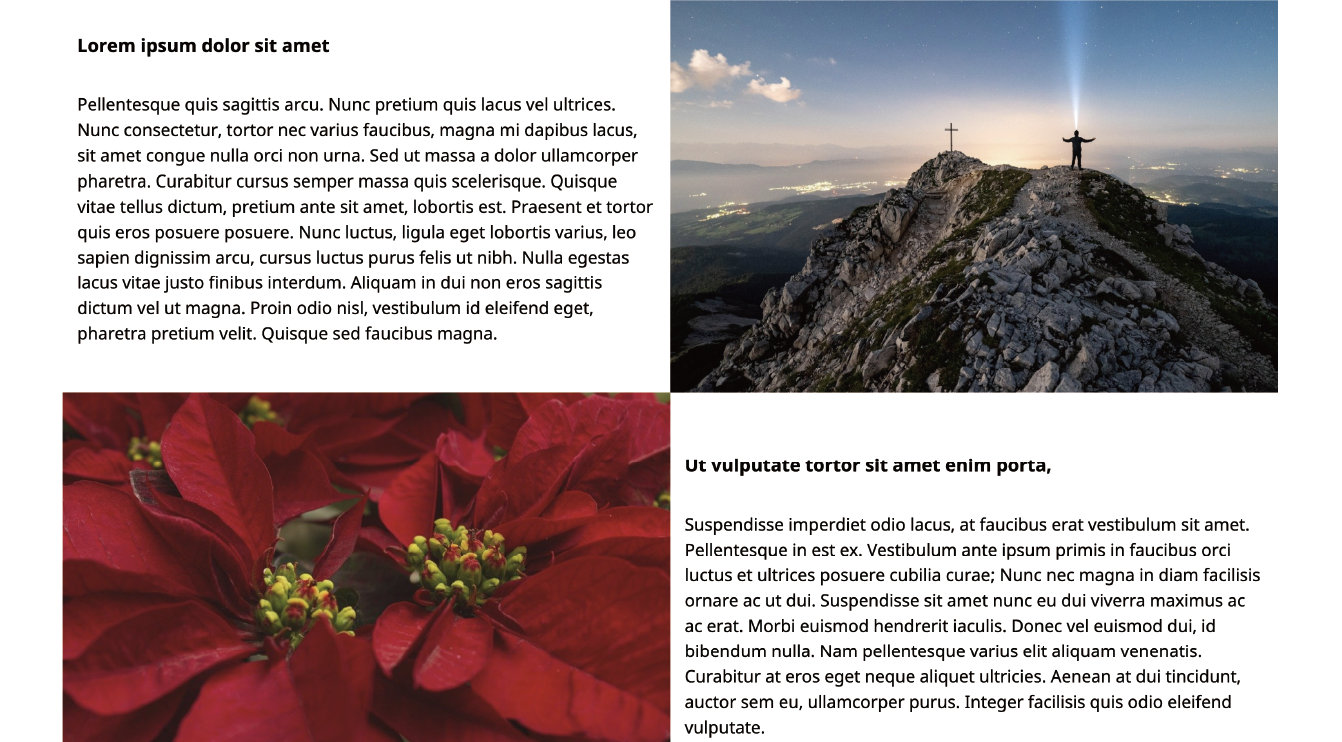 Lorem ipsum dolor sit amet
Pellentesque quis sagittis arcu. Nunc pretium quis lacus vel ultrices.
Nunc consectetur, tortor nec varius faucibus, magna mi dapibus lacus,
sit amet congue nulla orci non urna. Sed ut massa a dolor ullamcorper
pharetra. Curabitur cursus semper massa quis scelerisque. Quisque
vitae tellus dictum, pretium ante sit amet, lobortis est. Praesent et tortor
quis eros posuere posuere. Nunc luctus, ligula eget lobortis varius, leo
sapien dignissim arcu, cursus luctus purus felis ut nibh. Nulla egestas
lacus vitae justo finibus interdum. Aliquam in dui non eros sagittis
dictum vel ut magna. Proin odio nisl, vestibulum id eleifend eget,
pharetra pretium velit. Quisque sed faucibus magna.
Ut vulputate tortor sit amet enim porta,
Suspendisse imperdiet odio lacus, at faucibus erat vestibulum sit amet.
Pellentesque in est ex. Vestibulum ante ipsum primis in faucibus orci
luctus et ultrices posuere cubilia curae; Nunc nec magna in diam facilisis
ornare ac ut dui. Suspendisse sit amet nunc eu dui viverra maximus ac
ac erat. Morbi euismod hendrerit iaculis. Donec vel euismod dui, id
bibendum nulla. Nam pellentesque varius elit aliquam venenatis.
Curabitur at eros eget neque aliquet ultricies. Aenean at dui tincidunt,
auctor sem eu, ullamcorper purus. Integer facilisis quis odio eleifend
vulputate.